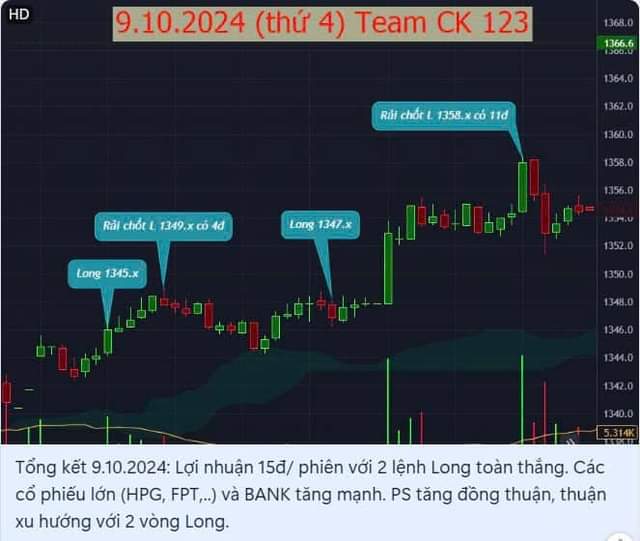 HD
9.10.2024 (thứ 4) Team CK 123
1368.0
1366.6
1364.0
1362.0
1360.0
Rải chốt L 1358.x có 11đ
1358.0
1356.0
1354.0
Rải chốt L 1349.x có 4đ
Long 1347.x
1352.0
Long 1345.x
1350.0
1348.0
1346.0
1344.0
1342.0
1340.0
5.314K
Tổng kết 9.10.2024: Lợi nhuận 15đ/ phiên với 2 lệnh Long toàn thắng. Các
cổ phiếu lớn (HPG, FPT,..) và BANK tăng mạnh. PS tăng đồng thuận, thuận
xu hướng với 2 vòng Long.